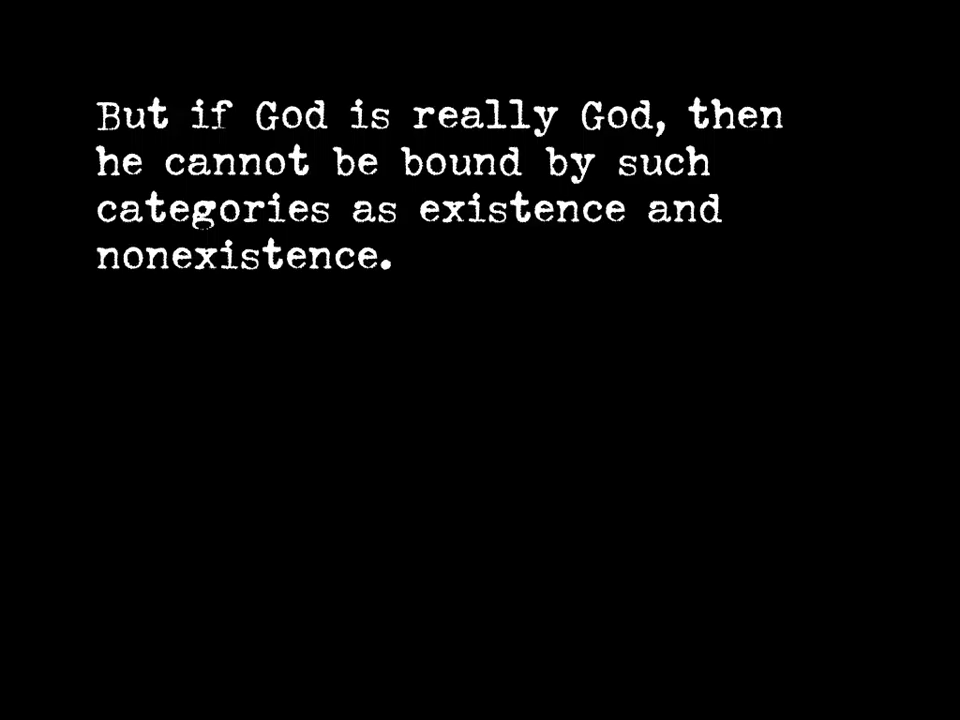 But if God is really God, then
he cannot be bound by such
categories as existence and
nonexistence.